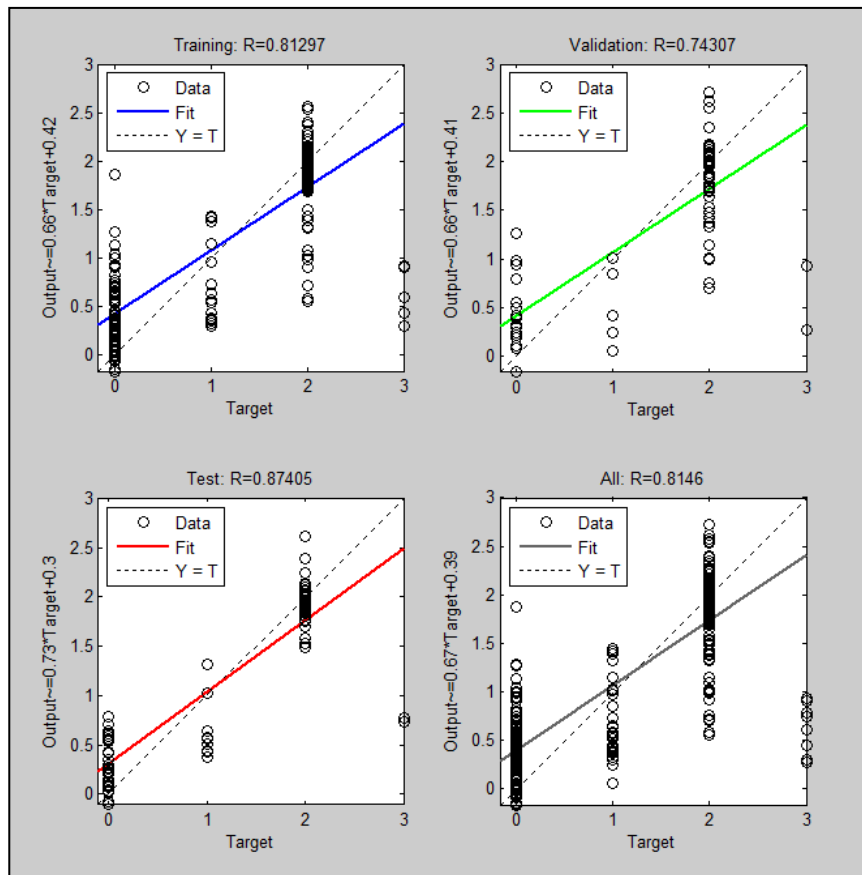 Training: R=0.81297
Output~=0.66*Target+0.42
3
2.5
2
1.5
1
0.5
0
Data
Fit
Y = T
0 1 2 3
Target
Validation: R=0.74307
Output~=0.66*Target+0.41
3
2.5
2
1.5
1
0.5
0
Data
Fit
Y = T
0 1 2 3
Target
Test: R=0.87405
Output~=0.73*Target+0.3
3
2.5
2
1.5
1
0.5
0
Data
Fit
Y = T
0 1 2 3
Target
All: R=0.8146
Output~=0.67*Target+0.39
3
2.5
2
1.5
1
0.5
0
Data
Fit
Y = T
0 1 2 3
Target